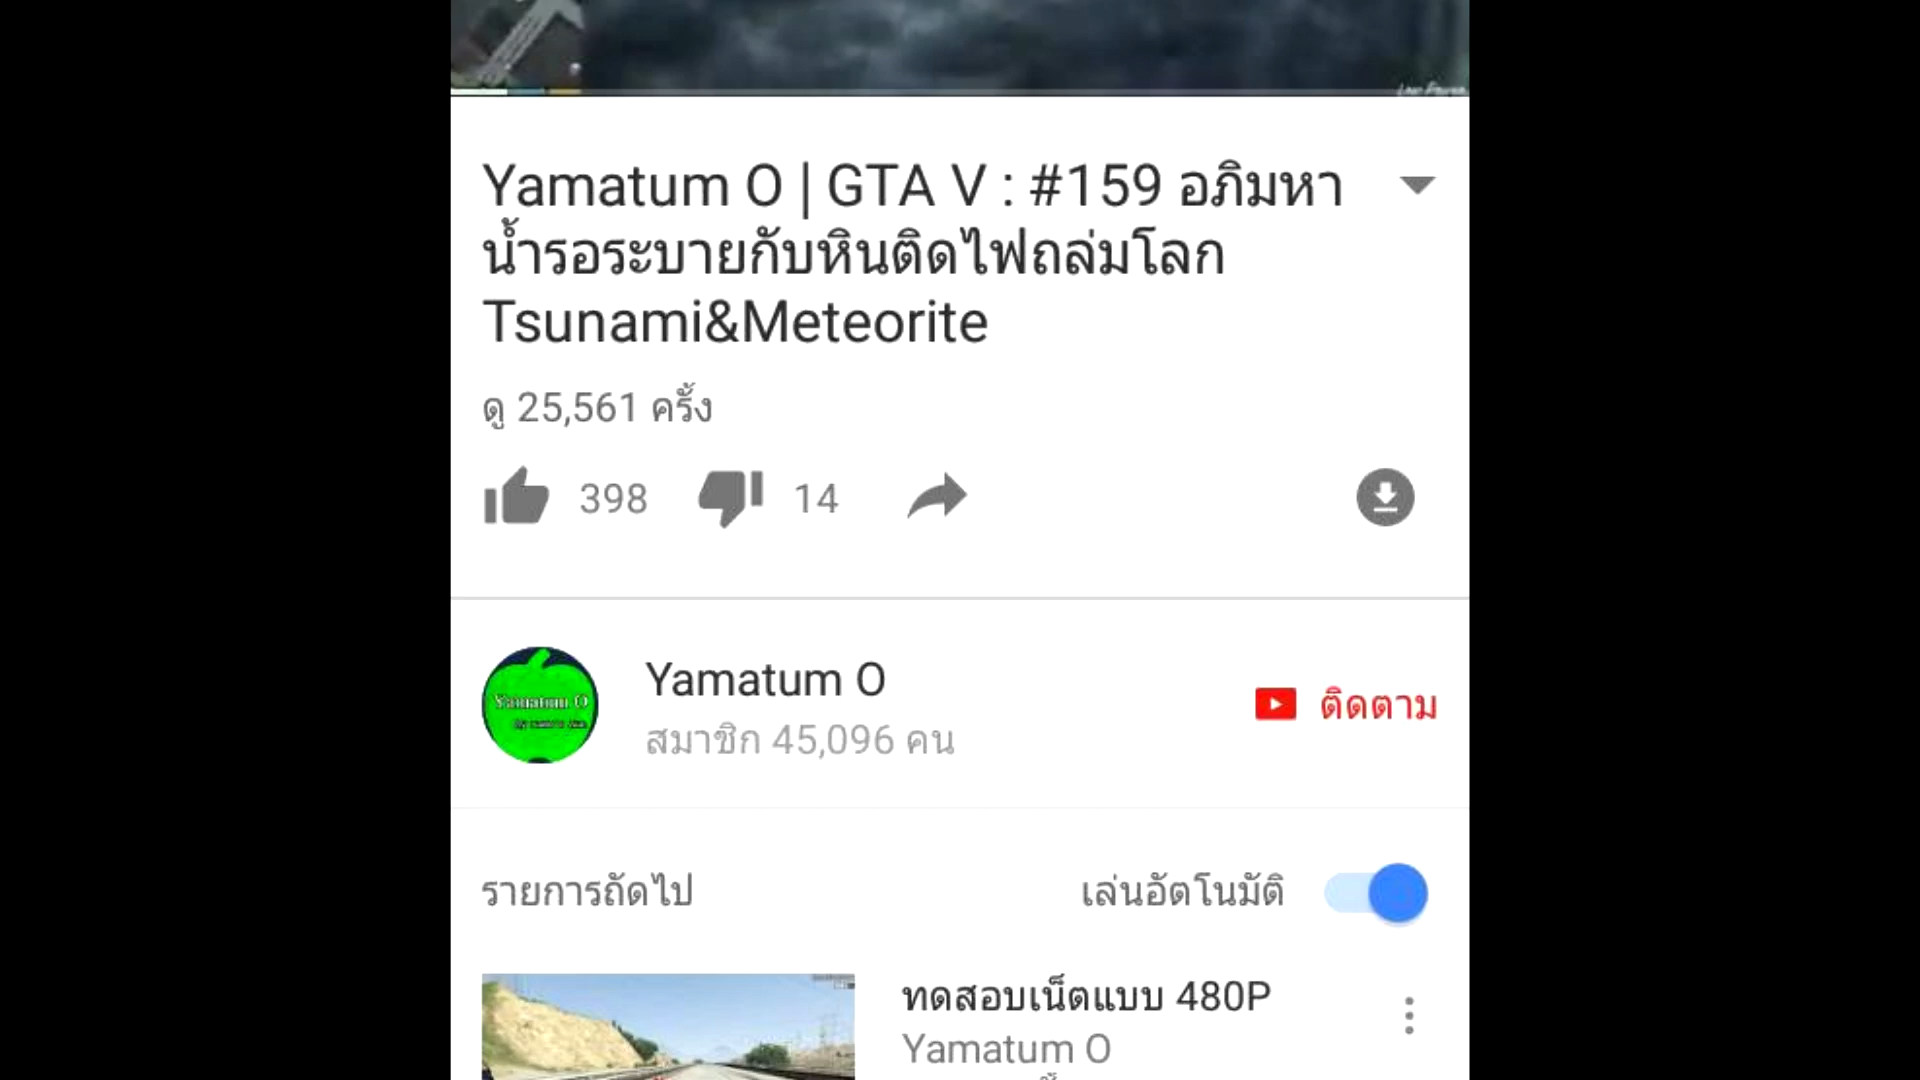 Yamatum O | GTA V : #159 อภิมหา
น้ำรอระบายกับหินติดไฟถล่มโลก
Tsunami&Meteorite
ดู 25,561 ครั้ง
398 14
Yamatum O
Yamatum O
สมาชิก 45,096 คน
ติดตาม
รายการถัดไป เล่นอัตโนมัติ
ทดสอบเน็ตแบบ 480P
Yamatum O